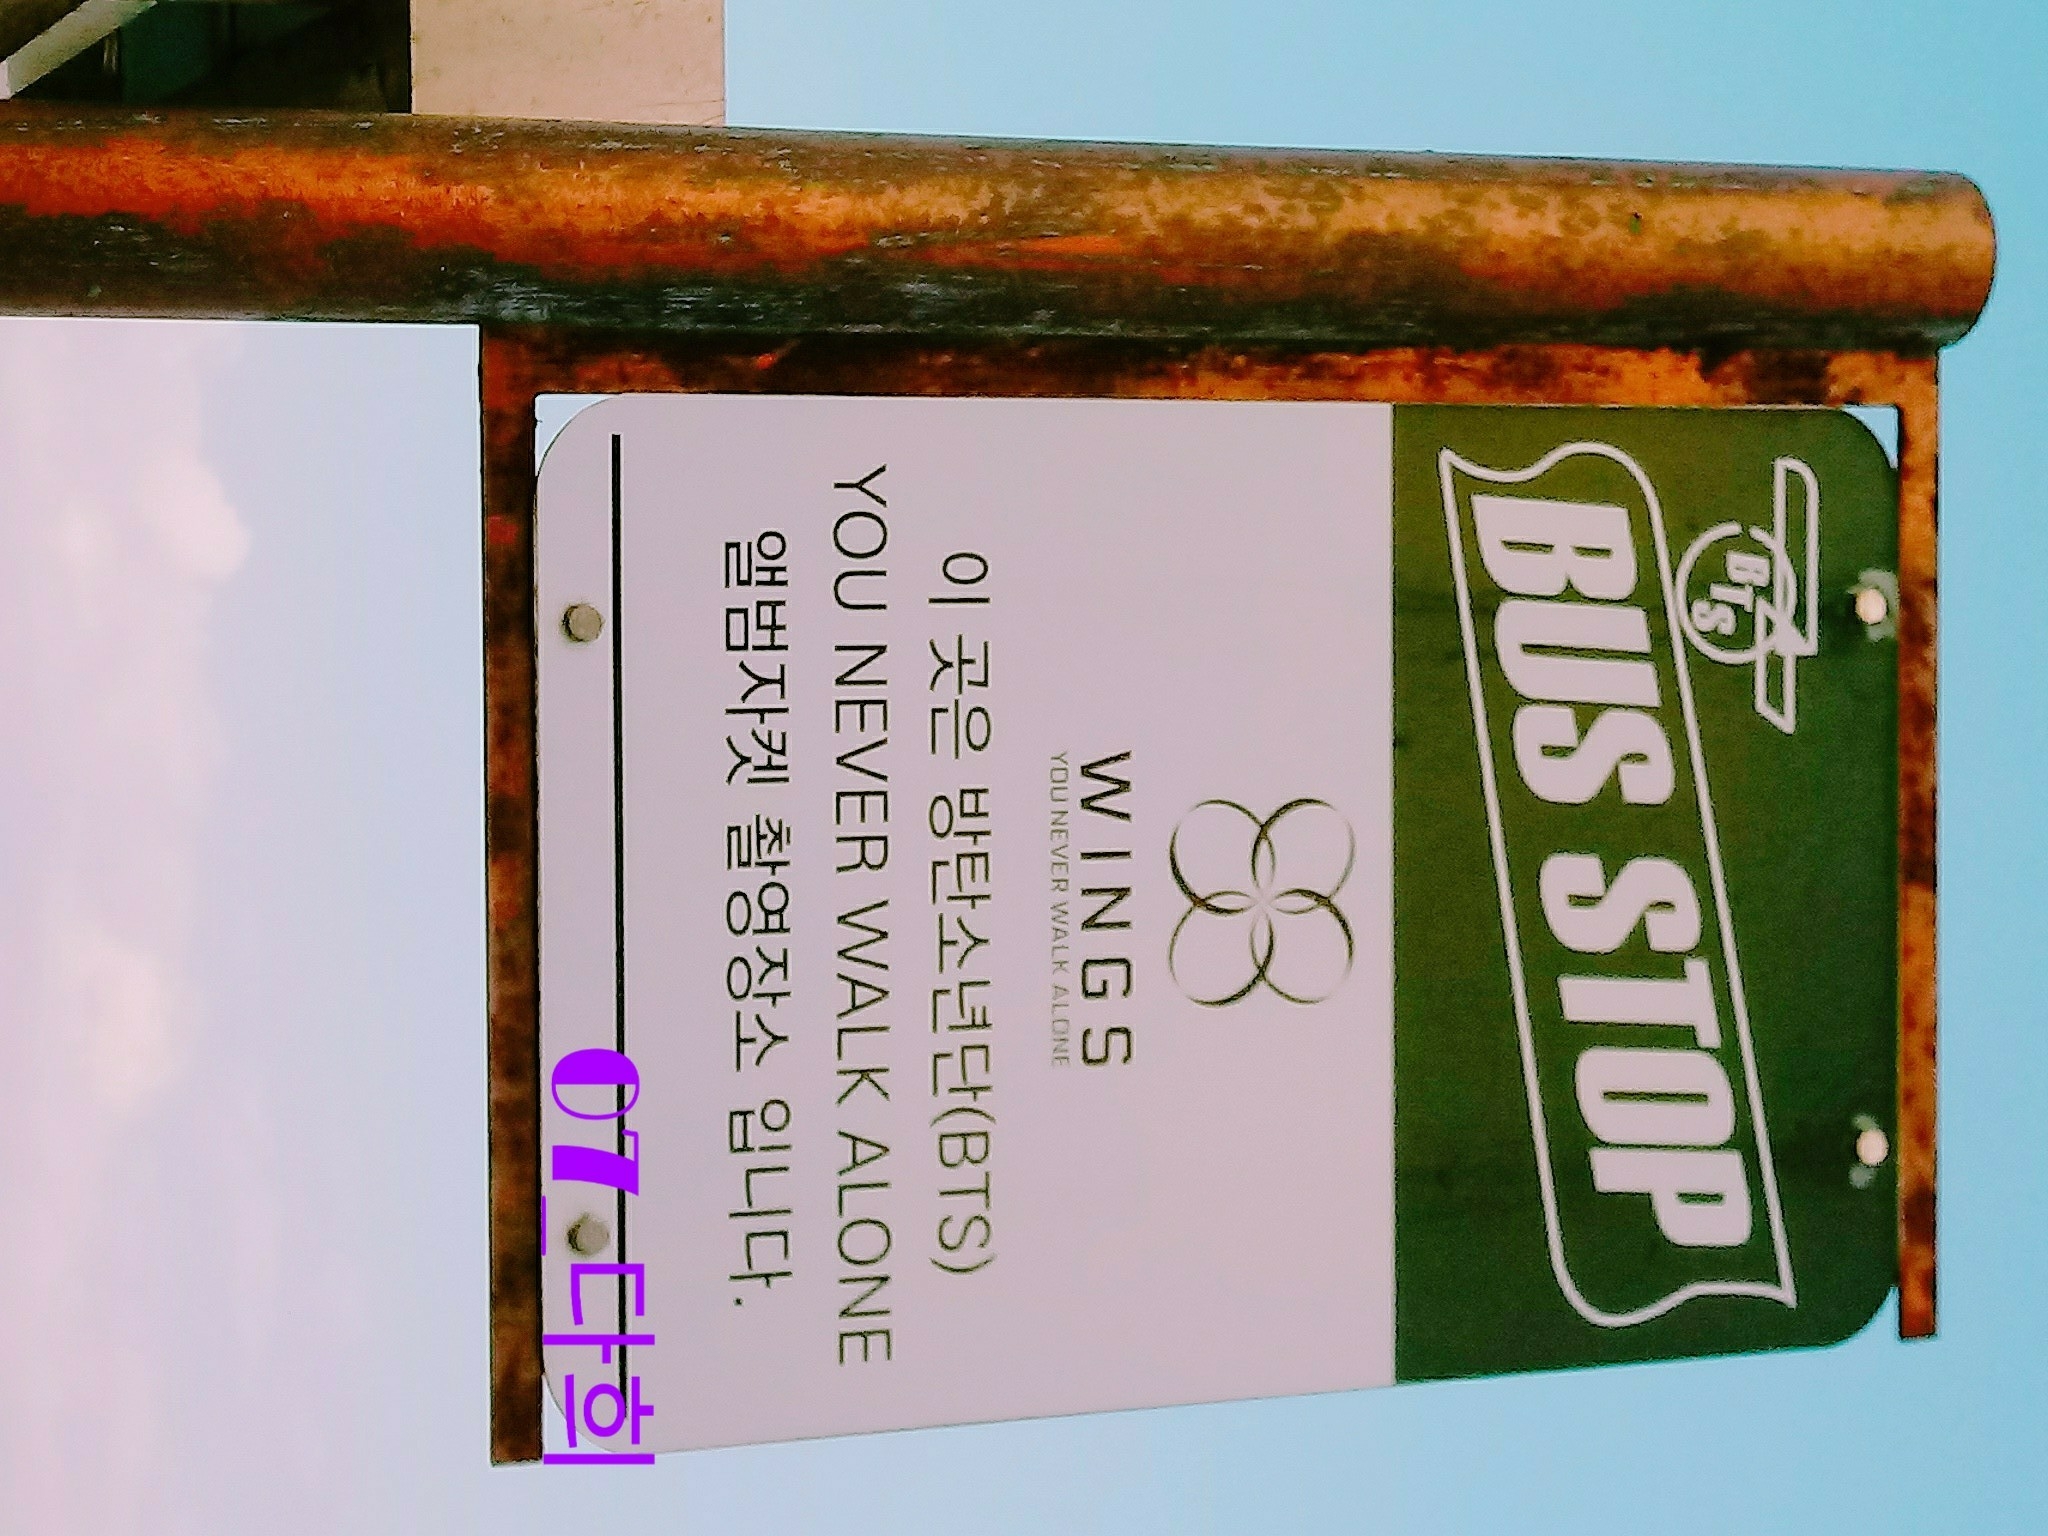 BTS
BUS STOP
WINGS
YOU NEVER WALK ALONE
이 곳은 방탄소년단(BTS)
YOU NEVER WALK ALONE
앨범자켓 촬영장소 입니다.
07_다희